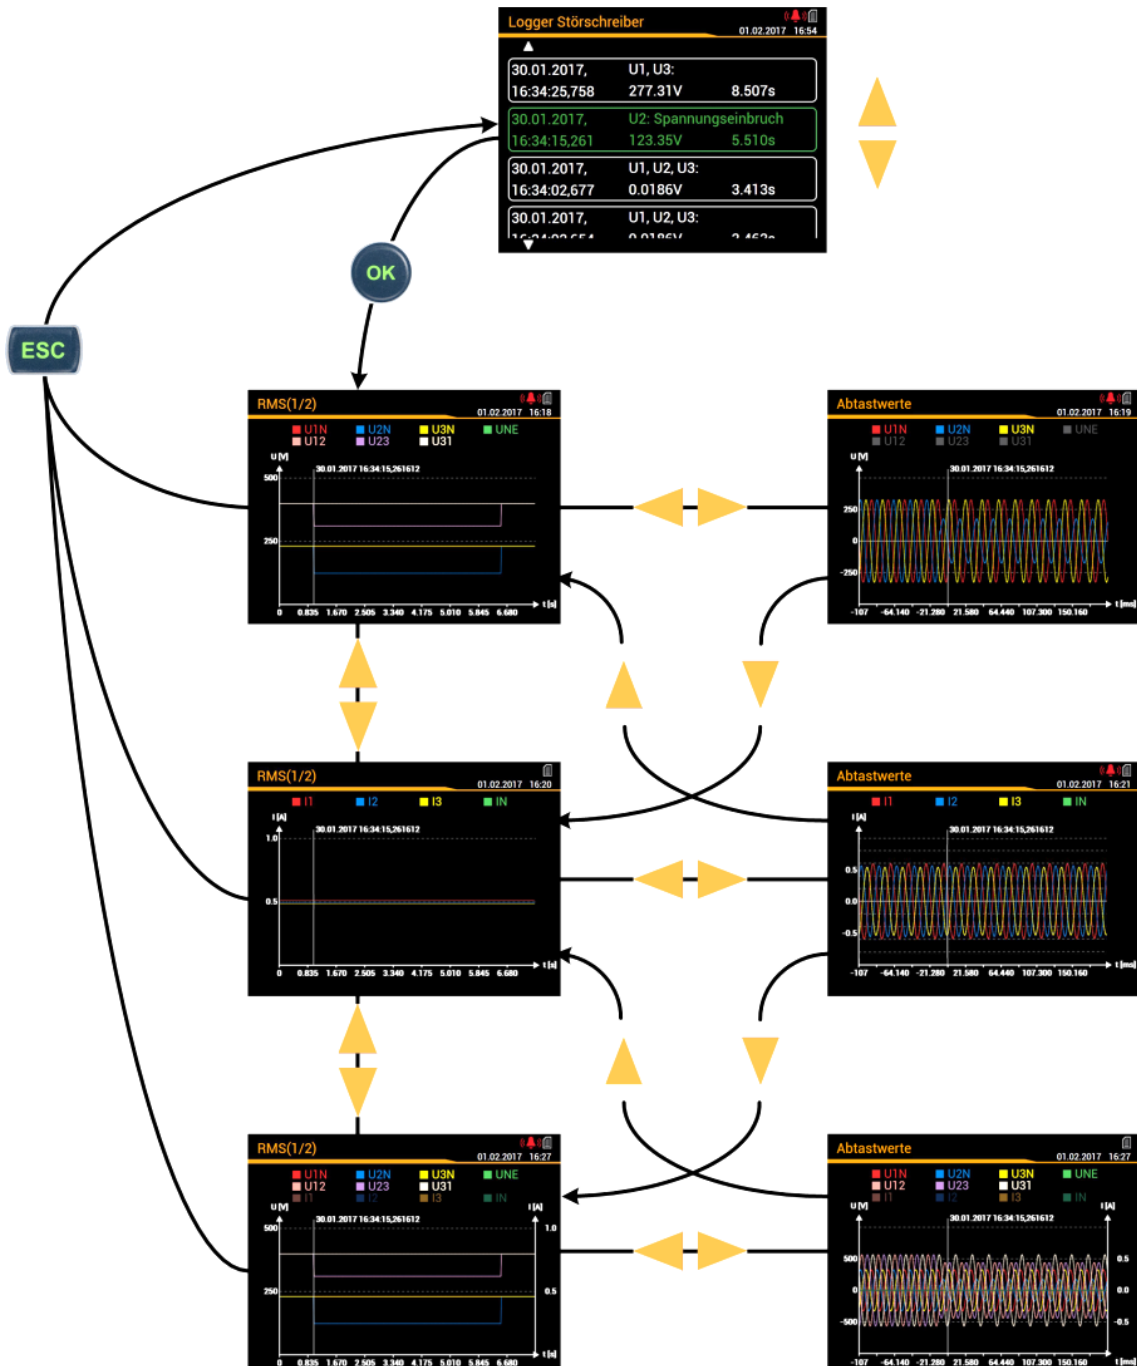 Logger Störschreiber
01.02.2017 16:54
30.01.2017, U1, U3:
16:34:25,758 277.31V 8.507s
30.01.2017, U2: Spannungseinbruch
16:34:15,261 123.35V 5.510s
30.01.2017, U1, U2, U3:
16:34:02,677 0.0186V 3.413s
30.01.2017, U1, U2, U3:
OK
ESC
RMS(1/2)
01.02.2017 16:18
U1N U2N U3N UNE
U12 U23 U31
U [V]
30.01.2017 16:34:15,261612
500
250
t [s]
0 0.835 1.670 2.505 3.340 4.175 5.010 5.845 6.680
Abtastwerte
01.02.2017 16:19
U1N U2N U3N UNE
U12 U23 U31
U [V]
30.01.2017 16:34:15,261612
250
0
-250
t [ms]
-107 -64.140 -21.280 21.580 64.440 107.300 150.160
RMS(1/2)
01.02.2017 16:20
I1 I2 I3 IN
I [A]
30.01.2017 16:34:15,261612
1.0
0.5
t [s]
0 0.835 1.670 2.505 3.340 4.175 5.010 5.845 6.680
Abtastwerte
01.02.2017 16:21
I1 I2 I3 IN
I [A]
30.01.2017 16:34:15,261612
0.5
0.0
-0.5
t [ms]
-107 -64.140 -21.280 21.580 64.440 107.300 150.160
RMS(1/2)
01.02.2017 16:27
U1N U2N U3N UNE
U12 U23 U31
I1 I2 I3 IN
U [V] I [A]
30.01.2017 16:34:15,261612
500 1.0
250 0.5
t [s]
0 0.835 1.670 2.505 3.340 4.175 5.010 5.845 6.680
Abtastwerte
01.02.2017 16:27
U1N U2N U3N UNE
U12 U23 U31
I1 I2 I3 IN
U [V] I [A]
30.01.2017 16:34:15,261612
500 0.5
0 0.0
-500 -0.5
t [ms]
-107 -64.140 -21.280 21.580 64.440 107.300 150.160